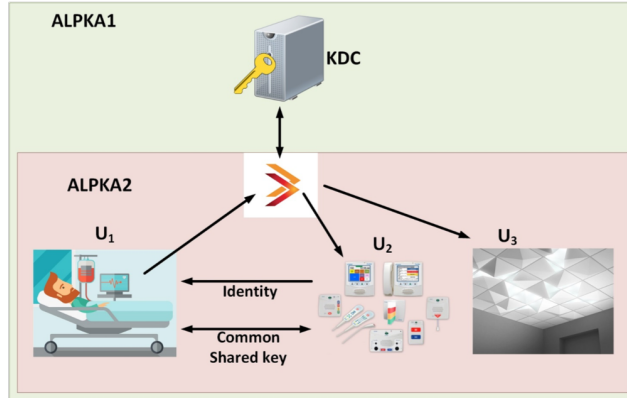 ALPKA1
KDC
ALPKA2
U₁
U₂
U₃
Identity
Common
Shared key